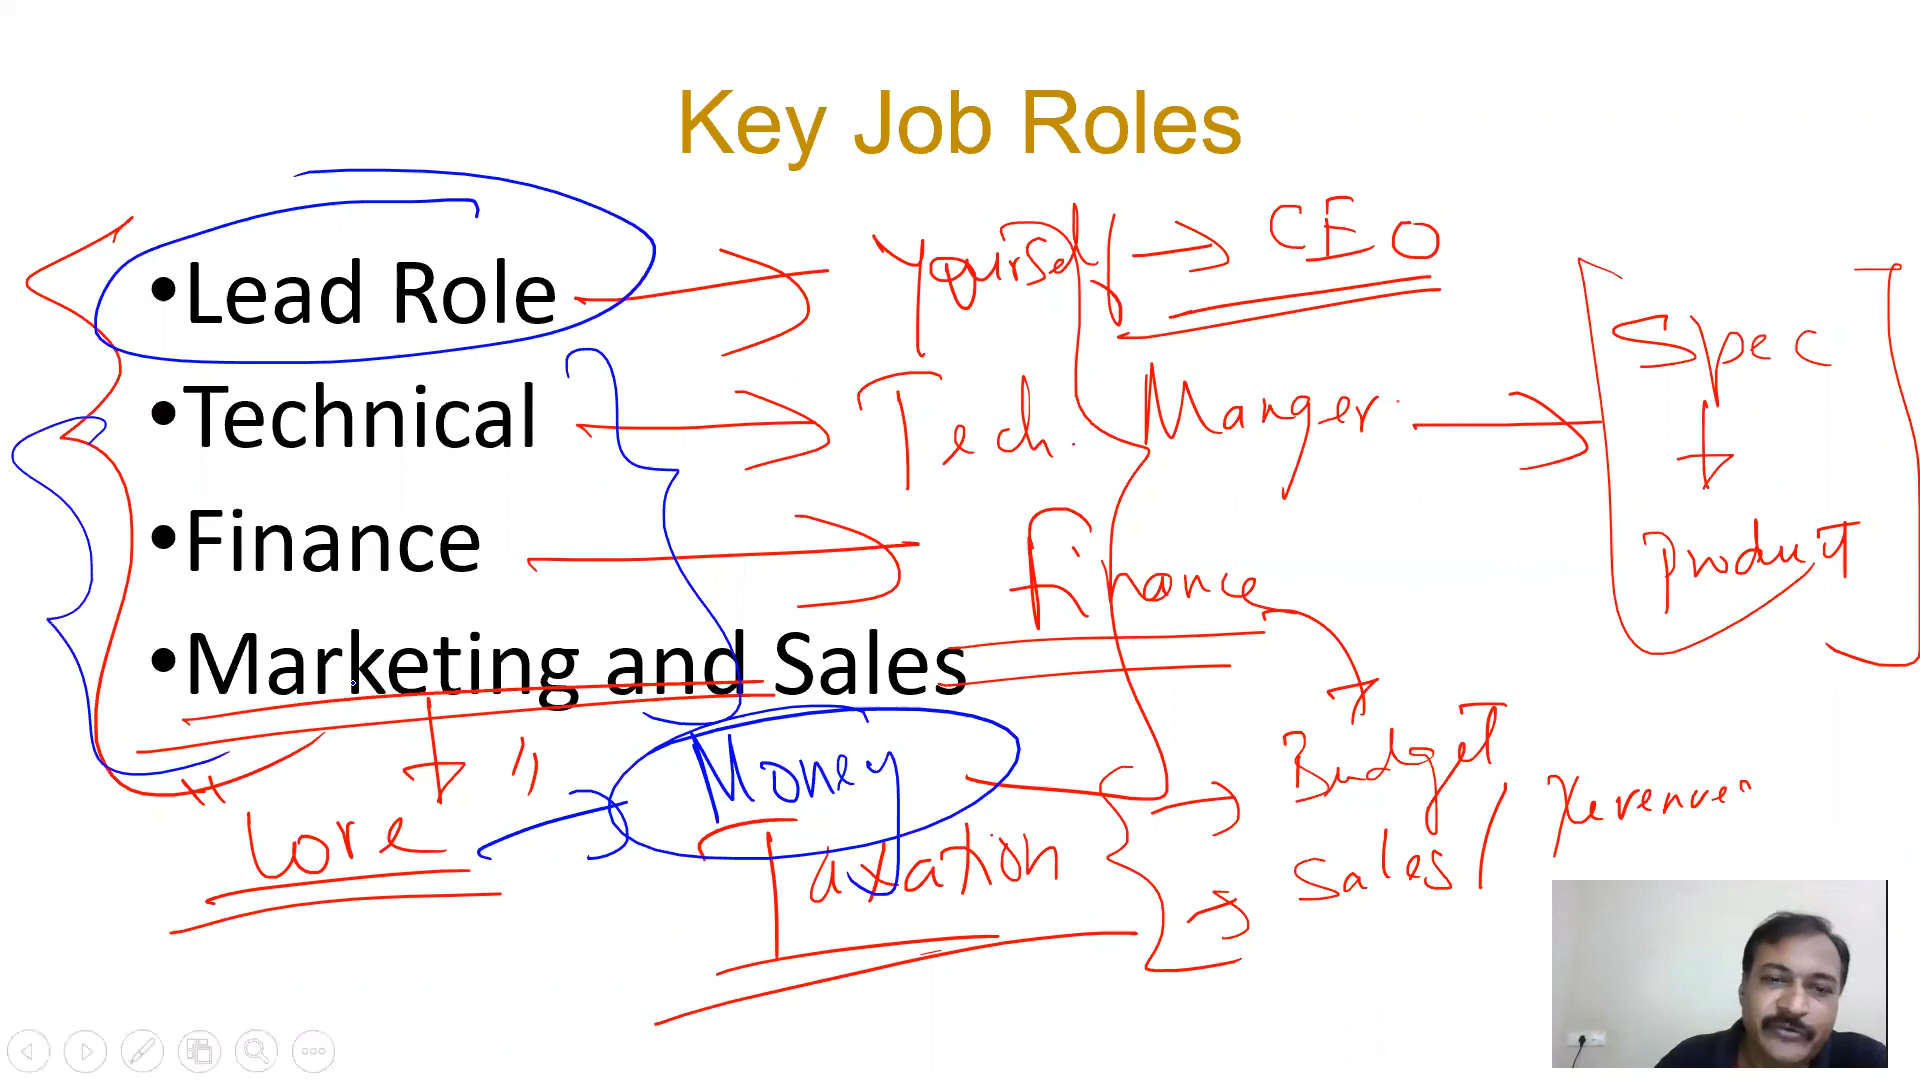 Key Job Roles
•Lead Role
Yourself
CEO
•Technical
Tech. Manger
Spec
Product
•Finance
Finance
•Marketing and Sales
Money
Budget
Core
Taxation
Sales/